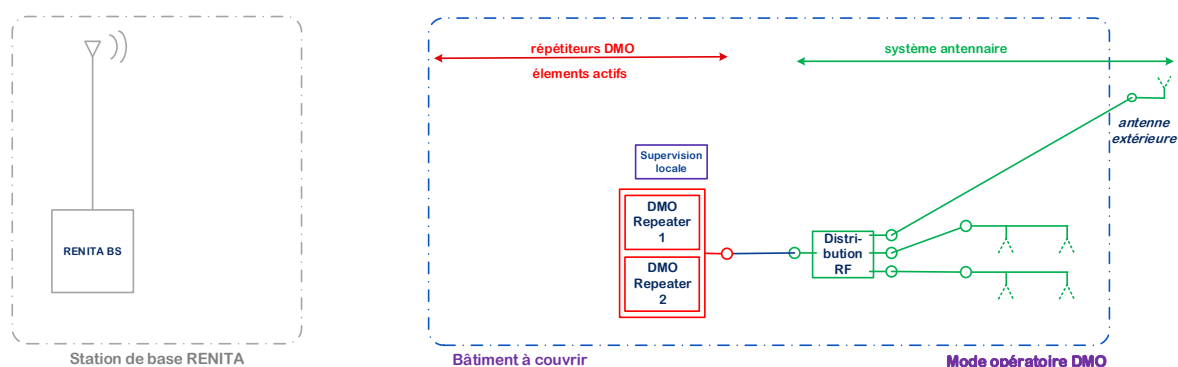 répétiteurs DMO
élements actifs
système antennaire
antenne
extérieure
Supervision
locale
DMO
Repeater
1
DMO
Repeater
2
Distri-
bution
RF
RENITA BS
Station de base RENITA
Bâtiment à couvrir
Mode opératoire DMO